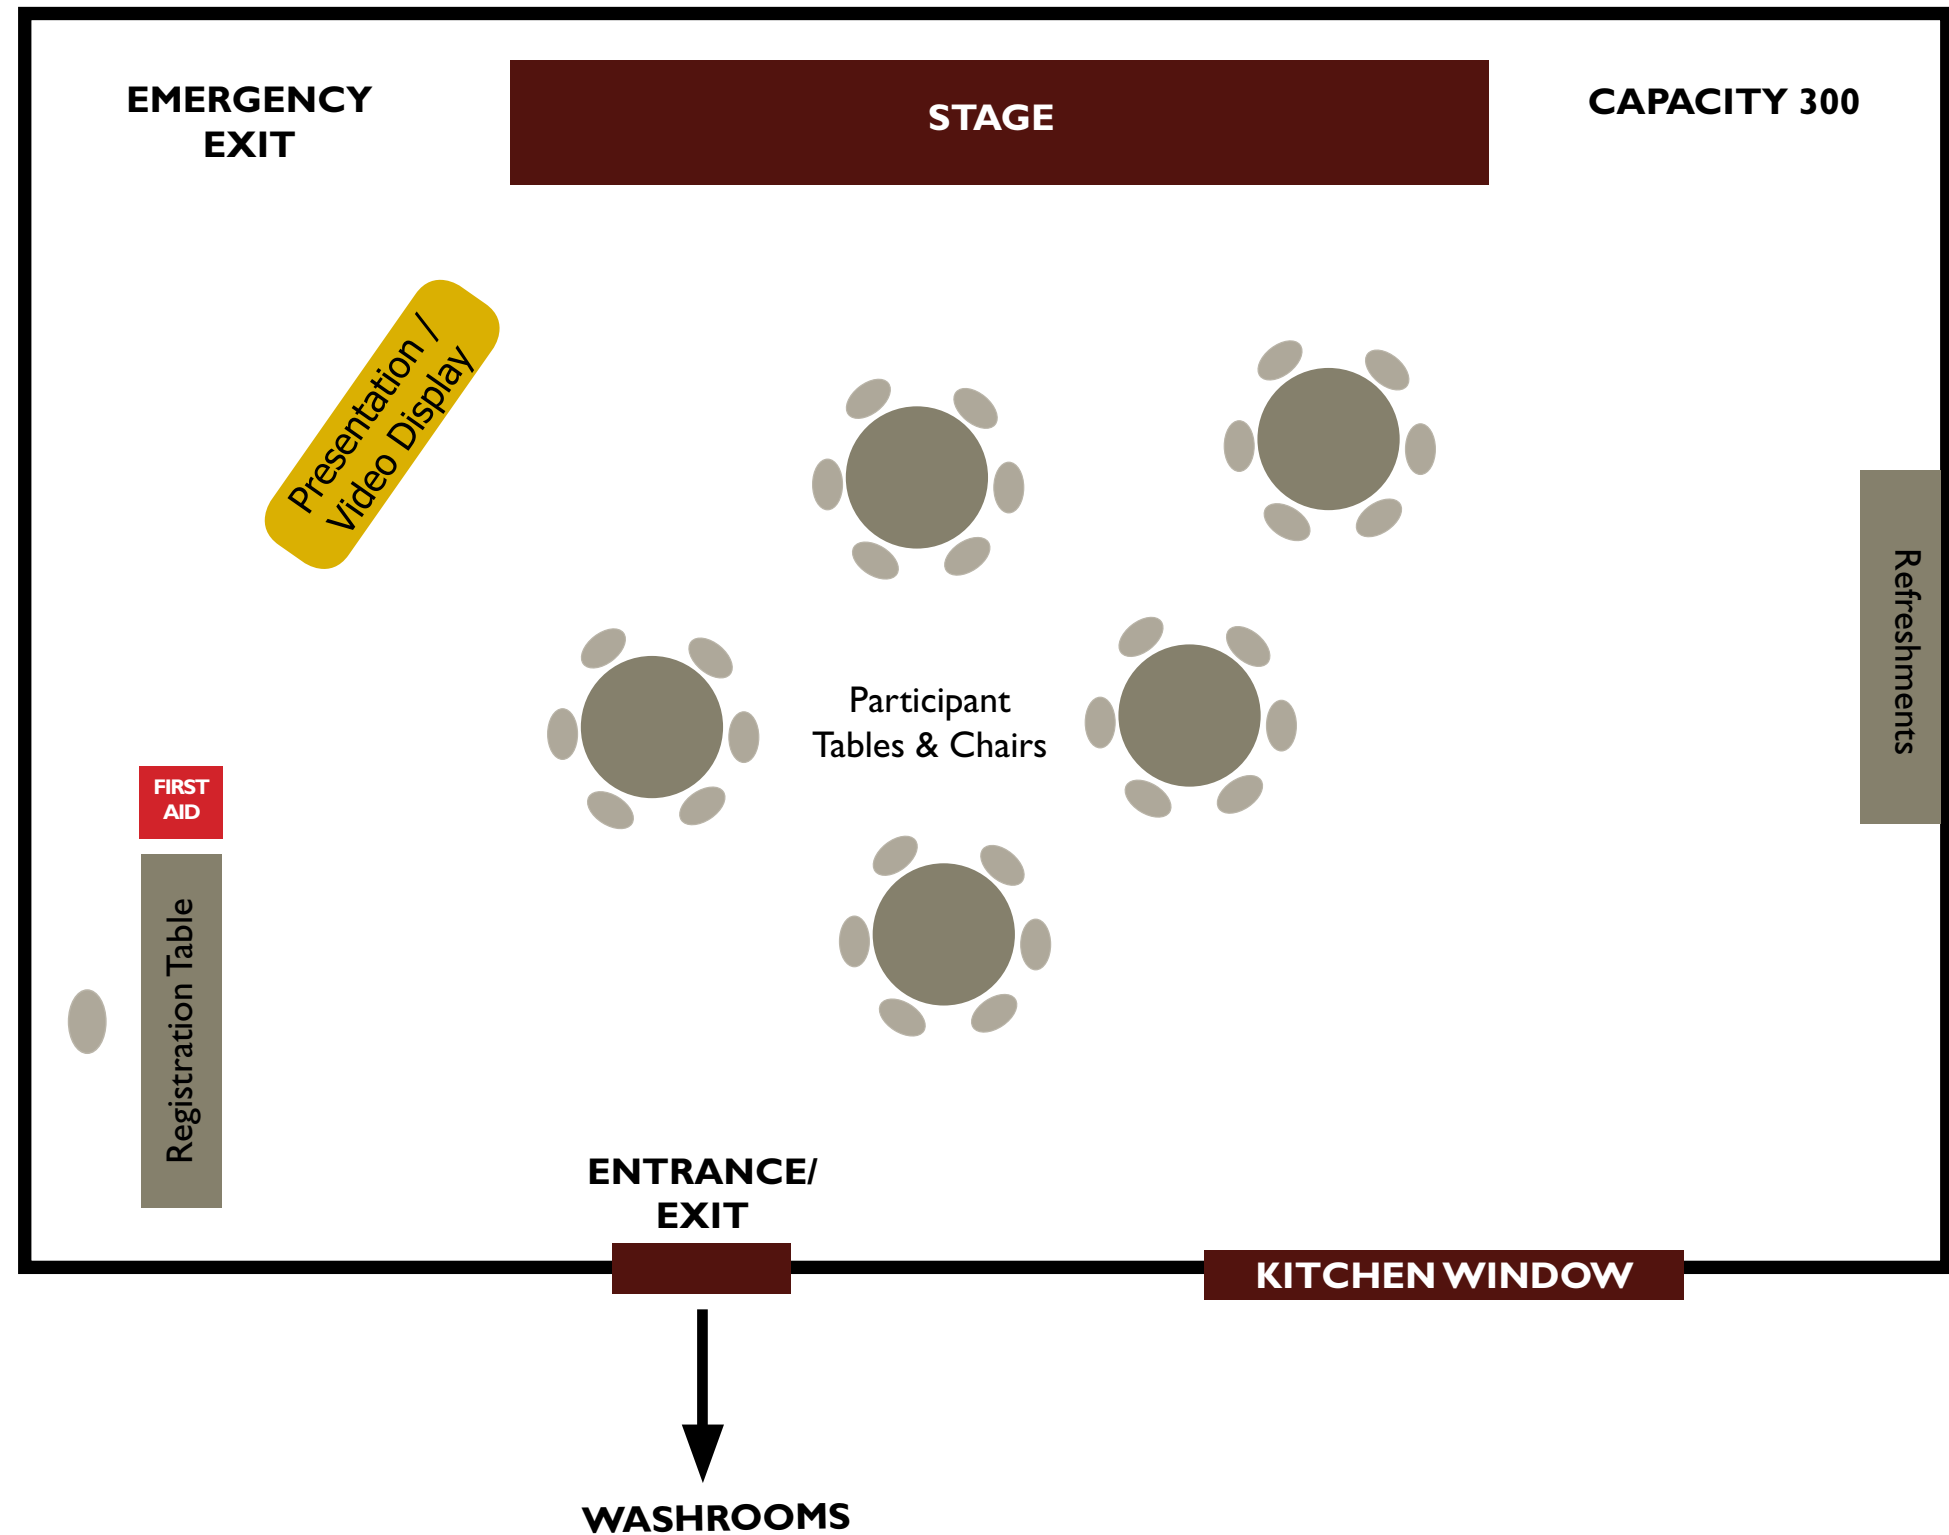 EMERGENCY
EXIT
STAGE
CAPACITY 300
Presentation /
Video Display
Refreshments
Participant
Tables & Chairs
FIRST
AID
Registration Table
ENTRANCE/
EXIT
KITCHEN WINDOW
WASHROOMS